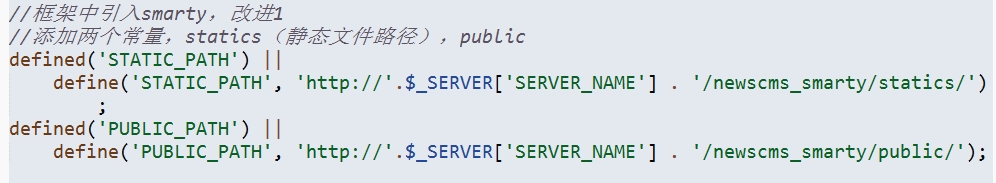 //框架中引入smarty，改进1
//添加两个常量，statics（静态文件路径），public
defined('STATIC_PATH') ||
    define('STATIC_PATH', 'http://'.$_SERVER['SERVER_NAME'] . '/newscms_smarty/statics/')
        ;
defined('PUBLIC_PATH') ||
    define('PUBLIC_PATH', 'http://'.$_SERVER['SERVER_NAME'] . '/newscms_smarty/public/');